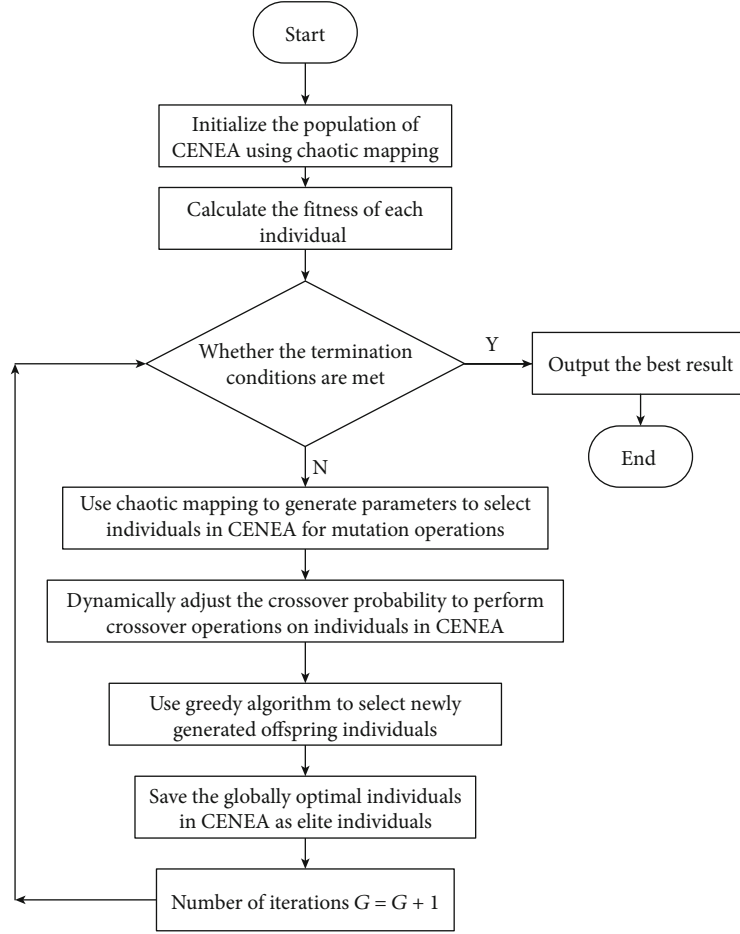 Start
Initialize the population of
CENEA using chaotic mapping
Calculate the fitness of each
individual
Whether the termination
conditions are met
Y
Output the best result
End
N
Use chaotic mapping to generate parameters to select
individuals in CENEA for mutation operations
Dynamically adjust the crossover probability to perform
crossover operations on individuals in CENEA
Use greedy algorithm to select newly
generated offspring individuals
Save the globally optimal individuals
in CENEA as elite individuals
Number of iterations G = G + 1